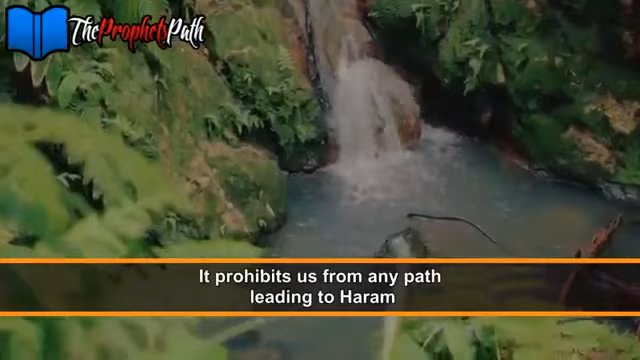 TheProphetsPath
It prohibits us from any path
leading to Haram